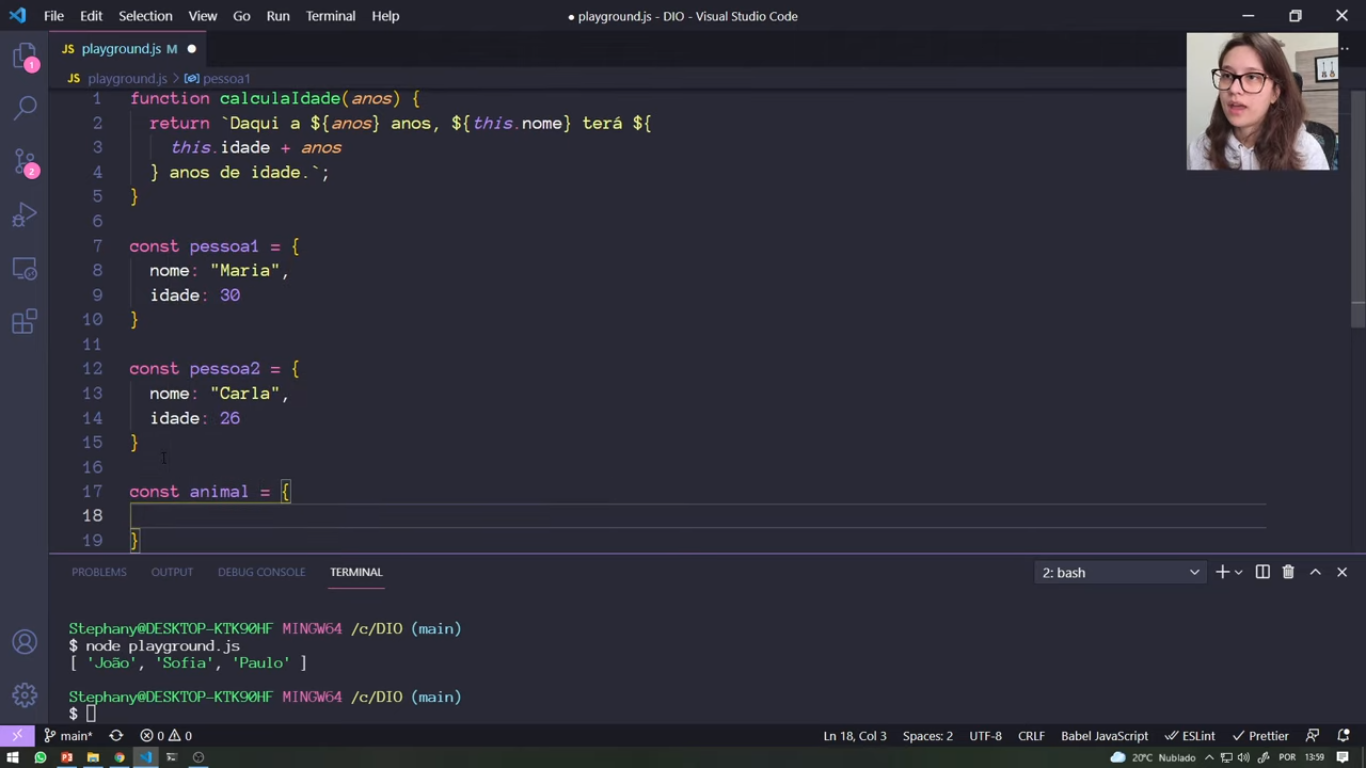 File Edit Selection View Go Run Terminal Help
● playground.js - DIO - Visual Studio Code
JS playground.js M ●
JS playground.js > pessoa1
1 function calculaIdade(anos) {
2 return `Daqui a ${anos} anos, ${this.nome} terá ${
3 this.idade + anos
4 } anos de idade.`;
5 }
6
7 const pessoa1 = {
8 nome: "Maria",
9 idade: 30
10 }
11
12 const pessoa2 = {
13 nome: "Carla",
14 idade: 26
15 }
16
17 const animal = {
18
19 }
1
2
PROBLEMS OUTPUT DEBUG CONSOLE TERMINAL
2: bash
Stephany@DESKTOP-KTK90HF MINGW64 /c/DIO (main)
$ node playground.js
[ 'João', 'Sofia', 'Paulo' ]
Stephany@DESKTOP-KTK90HF MINGW64 /c/DIO (main)
$
main* 0 0 Ln 18, Col 3 Spaces: 2 UTF-8 CRLF Babel JavaScript ESLint Prettier
20°C Nublado POR 13:59